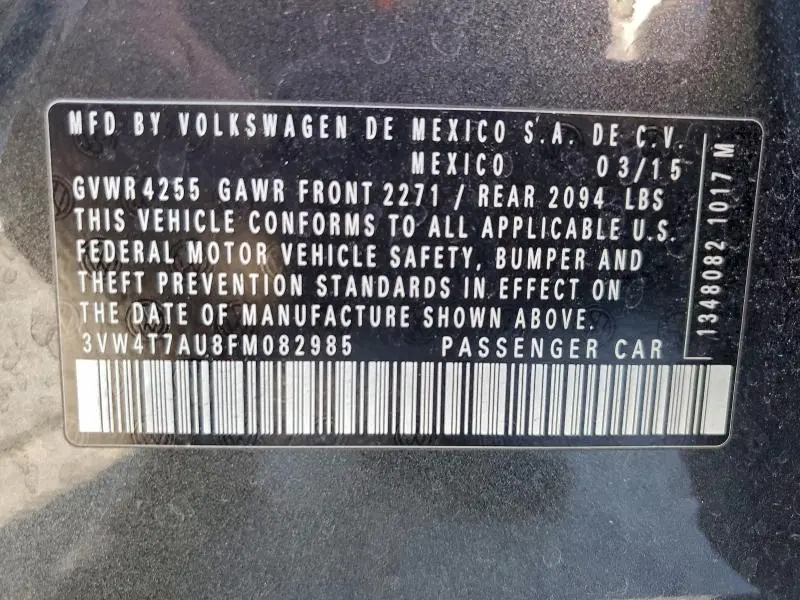 MFD BY VOLKSWAGEN DE MEXICO S.A. DE C.V.
MEXICO 03/15
GVWR 4255 GAWR FRONT 2271 / REAR 2094 LBS
THIS VEHICLE CONFORMS TO ALL APPLICABLE U.S.
FEDERAL MOTOR VEHICLE SAFETY, BUMPER AND
THEFT PREVENTION STANDARDS IN EFFECT ON
THE DATE OF MANUFACTURE SHOWN ABOVE.
3VW4T7AU8FM082985 PASSENGER CAR
1348082 1017 M